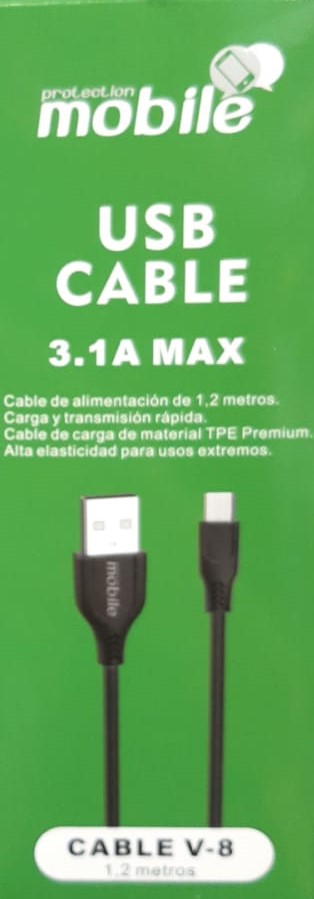 protection
mobile
USB
CABLE
3.1A MAX
Cable de alimentación de 1,2 metros.
Carga y transmisión rápida.
Cable de carga de material TPE Premium.
Alta elasticidad para usos extremos.
mobile
CABLE V-8
1,2 metros